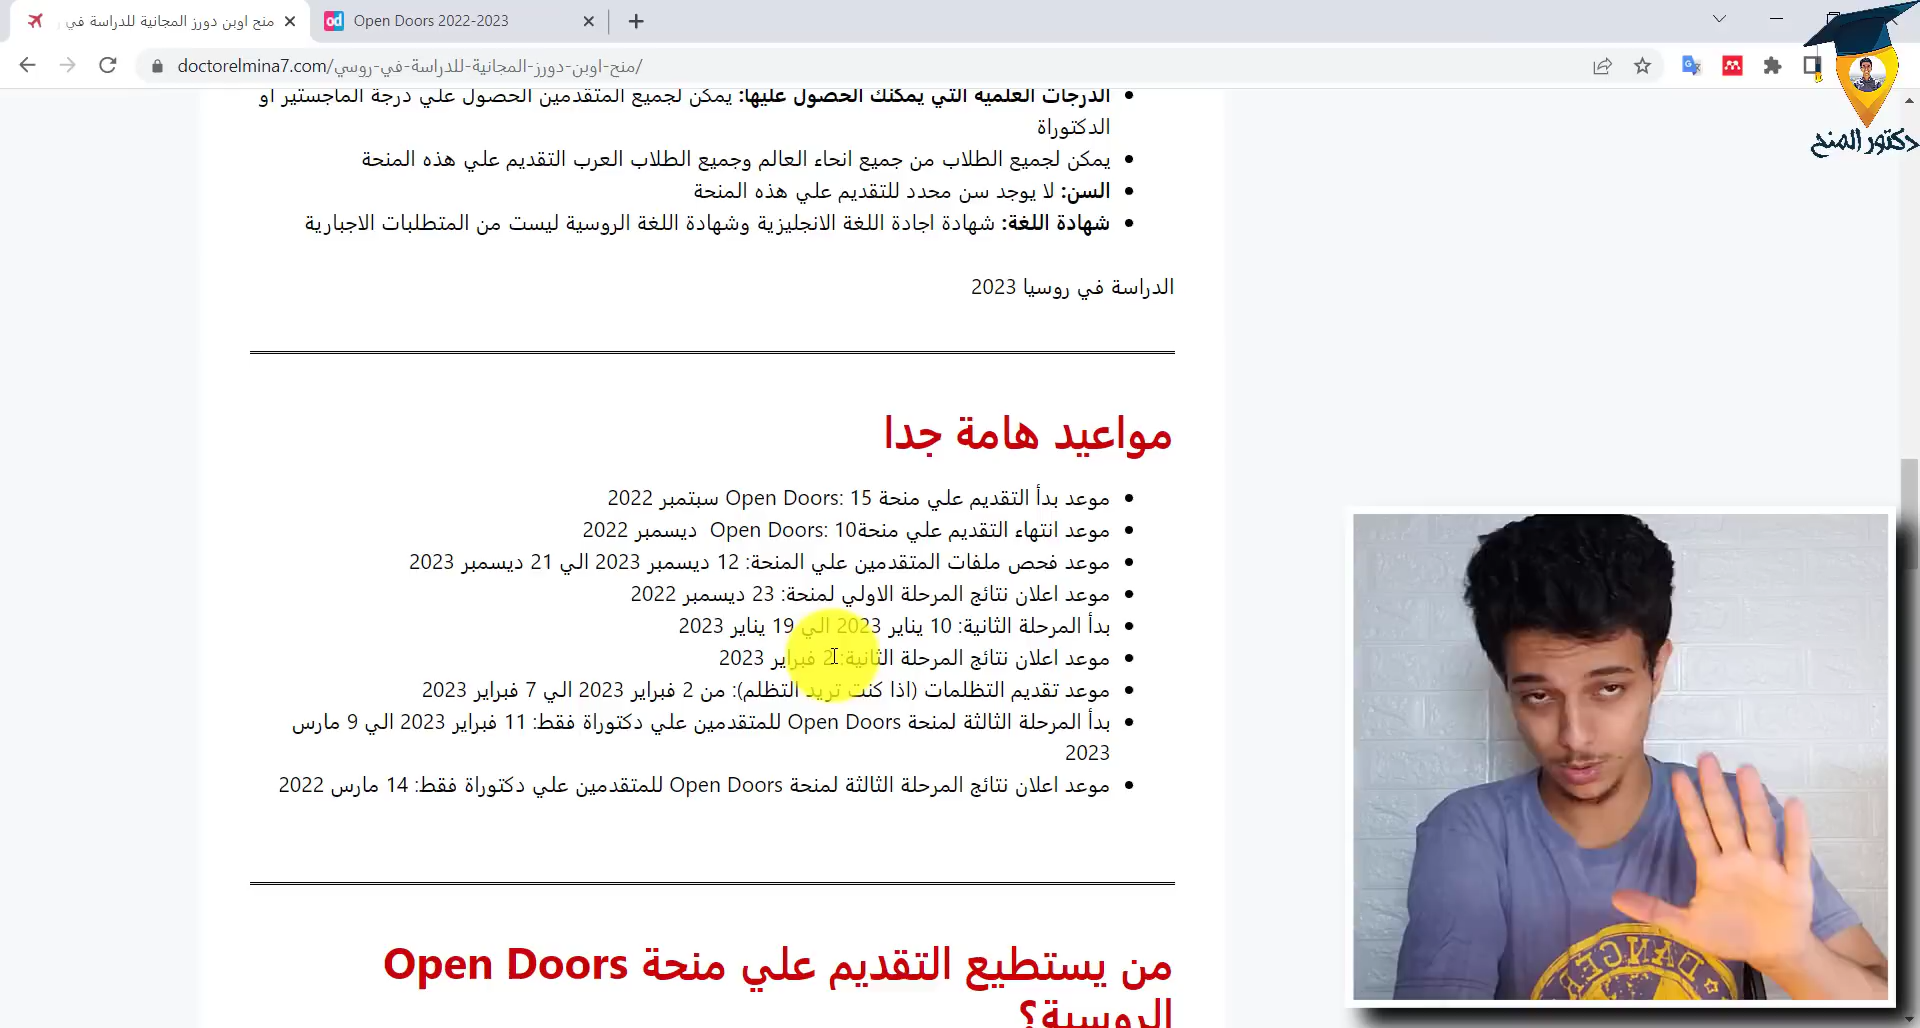 منح اوبن دورز المجانية للدراسة في
Open Doors 2022-2023
doctorelmina7.com/منح-اوبن-دورز-المجانية-للدراسة-في-روسي/
دكتور المنح
الدرجات العلمية التي يمكنك الحصول عليها: يمكن لجميع المتقدمين الحصول علي درجة الماجستير او
الدكتوراة
يمكن لجميع الطلاب من جميع انحاء العالم وجميع الطلاب العرب التقديم علي هذه المنحة
السن: لا يوجد سن محدد للتقديم علي هذه المنحة
شهادة اللغة: شهادة اجادة اللغة الانجليزية وشهادة اللغة الروسية ليست من المتطلبات الاجبارية
الدراسة في روسيا 2023
مواعيد هامة جدا
موعد بدأ التقديم علي منحة Open Doors: 15 سبتمبر 2022
موعد انتهاء التقديم علي منحة Open Doors: 10 ديسمبر 2022
موعد فحص ملفات المتقدمين علي المنحة: 12 ديسمبر 2023 الي 21 ديسمبر 2023
موعد اعلان نتائج المرحلة الاولي لمنحة: 23 ديسمبر 2022
بدأ المرحلة الثانية: 10 يناير 2023 الي 19 يناير 2023
موعد اعلان نتائج المرحلة الثانية: 2 فبراير 2023
موعد تقديم التظلمات (اذا كنت تريد التظلم): من 2 فبراير 2023 الي 7 فبراير 2023
بدأ المرحلة الثالثة لمنحة Open Doors للمتقدمين علي دكتوراة فقط: 11 فبراير 2023 الي 9 مارس
2023
موعد اعلان نتائج المرحلة الثالثة لمنحة Open Doors للمتقدمين علي دكتوراة فقط: 14 مارس 2022
من يستطيع التقديم علي منحة Open Doors
الروسية؟